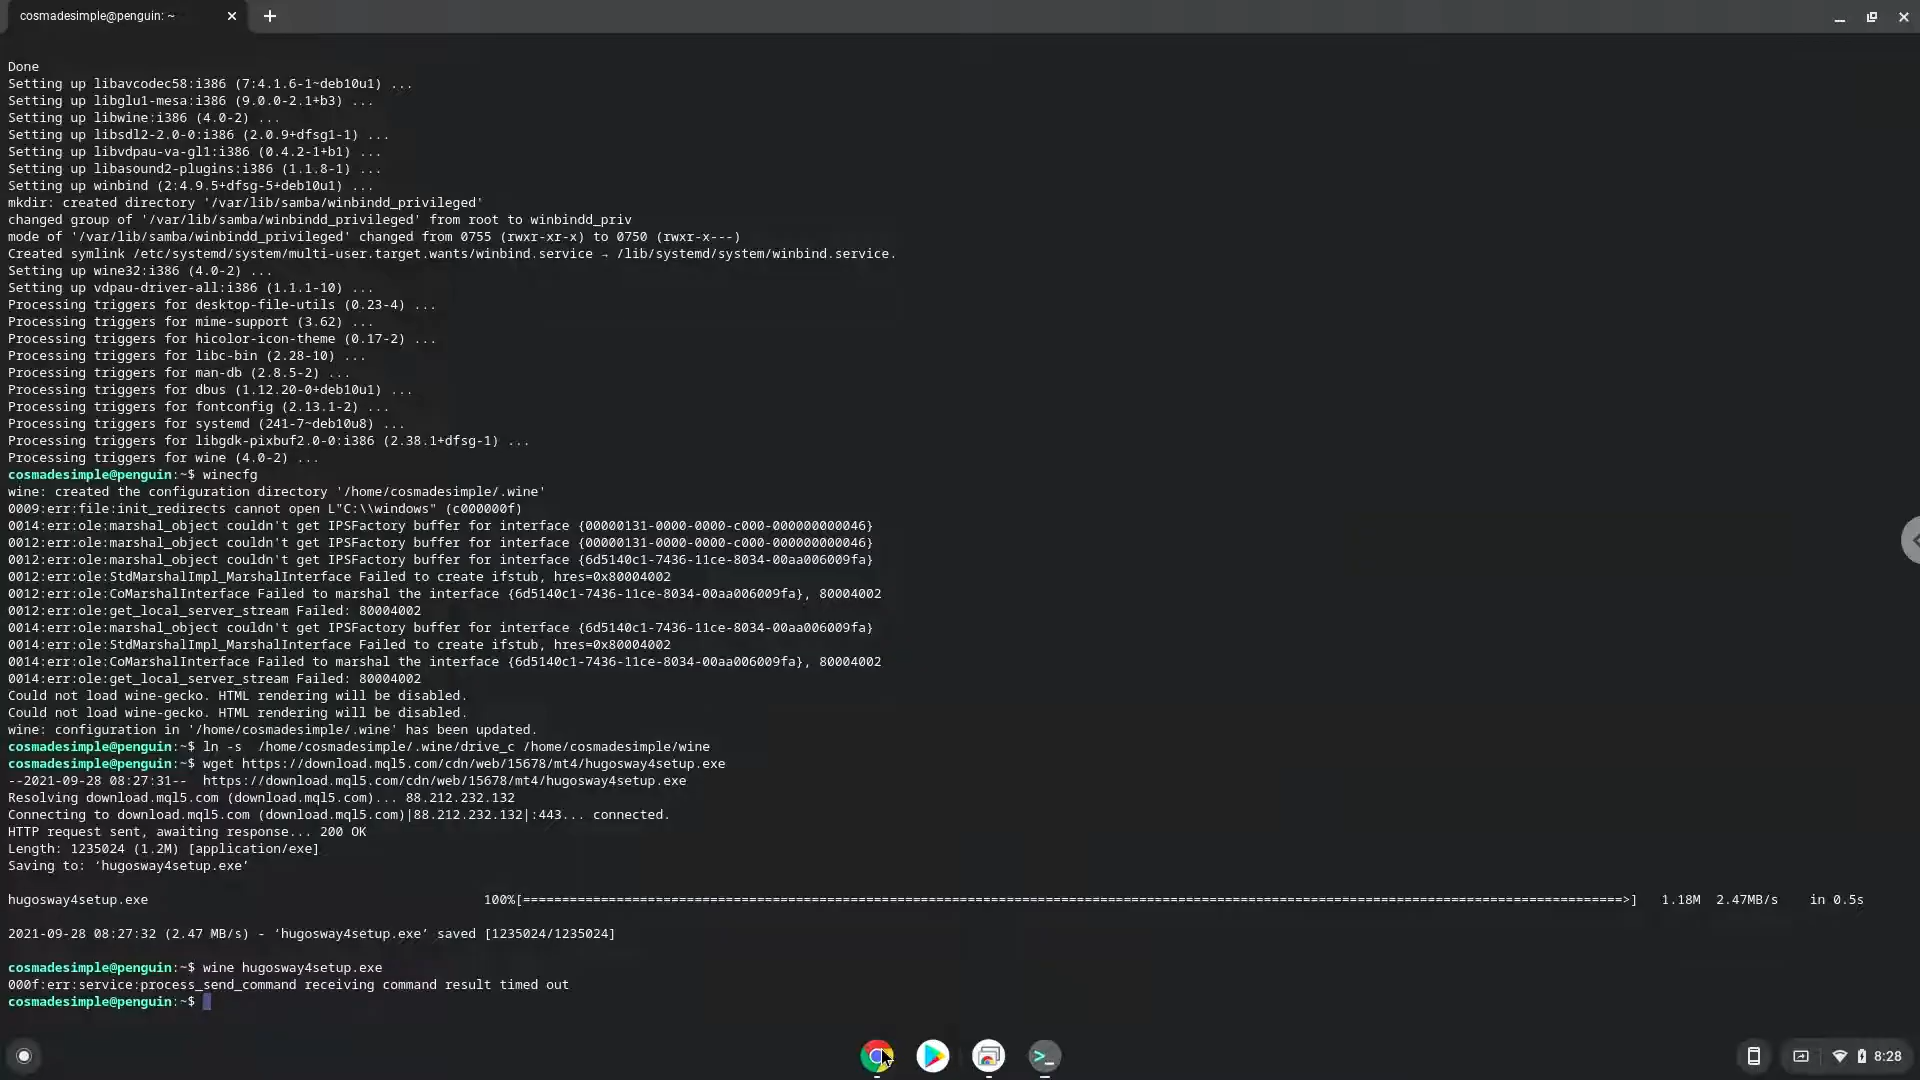 cosmadesimple@penguin: ~
Done
Setting up libavcodec58:i386 (7:4.1.6-1~deb10u1) ...
Setting up libglu1-mesa:i386 (9.0.0-2.1+b3) ...
Setting up libwine:i386 (4.0-2) ...
Setting up libsdl2-2.0-0:i386 (2.0.9+dfsg1-1) ...
Setting up libvdpau-va-gl1:i386 (0.4.2-1+b1) ...
Setting up libasound2-plugins:i386 (1.1.8-1) ...
Setting up winbind (2:4.9.5+dfsg-5+deb10u1) ...
mkdir: created directory '/var/lib/samba/winbindd_privileged'
changed group of '/var/lib/samba/winbindd_privileged' from root to winbindd_priv
mode of '/var/lib/samba/winbindd_privileged' changed from 0755 (rwxr-xr-x) to 0750 (rwxr-x---)
Created symlink /etc/systemd/system/multi-user.target.wants/winbind.service → /lib/systemd/system/winbind.service.
Setting up wine32:i386 (4.0-2) ...
Setting up vdpau-driver-all:i386 (1.1.1-10) ...
Processing triggers for desktop-file-utils (0.23-4) ...
Processing triggers for mime-support (3.62) ...
Processing triggers for hicolor-icon-theme (0.17-2) ...
Processing triggers for libc-bin (2.28-10) ...
Processing triggers for man-db (2.8.5-2) ...
Processing triggers for dbus (1.12.20-0+deb10u1) ...
Processing triggers for fontconfig (2.13.1-2) ...
Processing triggers for systemd (241-7~deb10u8) ...
Processing triggers for libgdk-pixbuf2.0-0:i386 (2.38.1+dfsg-1) ...
Processing triggers for wine (4.0-2) ...
cosmadesimple@penguin:~$ winecfg
wine: created the configuration directory '/home/cosmadesimple/.wine'
0009:err:file:init_redirects cannot open L"C:\\windows" (c000000f)
0014:err:ole:marshal_object couldn't get IPSFactory buffer for interface {00000131-0000-0000-c000-000000000046}
0012:err:ole:marshal_object couldn't get IPSFactory buffer for interface {00000131-0000-0000-c000-000000000046}
0012:err:ole:marshal_object couldn't get IPSFactory buffer for interface {6d5140c1-7436-11ce-8034-00aa006009fa}
0012:err:ole:StdMarshalImpl_MarshalInterface Failed to create ifstub, hres=0x80004002
0012:err:ole:CoMarshalInterface Failed to marshal the interface {6d5140c1-7436-11ce-8034-00aa006009fa}, 80004002
0012:err:ole:get_local_server_stream Failed: 80004002
0014:err:ole:marshal_object couldn't get IPSFactory buffer for interface {6d5140c1-7436-11ce-8034-00aa006009fa}
0014:err:ole:StdMarshalImpl_MarshalInterface Failed to create ifstub, hres=0x80004002
0014:err:ole:CoMarshalInterface Failed to marshal the interface {6d5140c1-7436-11ce-8034-00aa006009fa}, 80004002
0014:err:ole:get_local_server_stream Failed: 80004002
Could not load wine-gecko. HTML rendering will be disabled.
Could not load wine-gecko. HTML rendering will be disabled.
wine: configuration in '/home/cosmadesimple/.wine' has been updated.
cosmadesimple@penguin:~$ ln -s  /home/cosmadesimple/.wine/drive_c /home/cosmadesimple/wine
cosmadesimple@penguin:~$ wget https://download.mql5.com/cdn/web/15678/mt4/hugosway4setup.exe
--2021-09-28 08:27:31--  https://download.mql5.com/cdn/web/15678/mt4/hugosway4setup.exe
Resolving download.mql5.com (download.mql5.com)... 88.212.232.132
Connecting to download.mql5.com (download.mql5.com)|88.212.232.132|:443... connected.
HTTP request sent, awaiting response... 200 OK
Length: 1235024 (1.2M) [application/exe]
Saving to: ‘hugosway4setup.exe’
hugosway4setup.exe 100%[=============================================================================================================================================>] 1.18M 2.47MB/s in 0.5s
2021-09-28 08:27:32 (2.47 MB/s) - ‘hugosway4setup.exe’ saved [1235024/1235024]
cosmadesimple@penguin:~$ wine hugosway4setup.exe
000f:err:service:process_send_command receiving command result timed out
cosmadesimple@penguin:~$
8:28